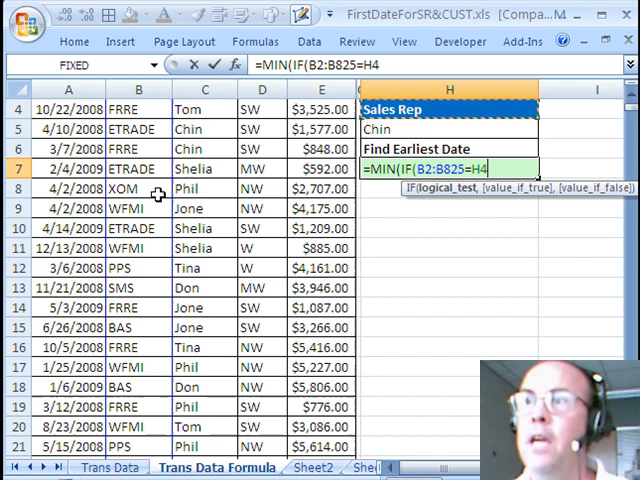 FirstDateForSR&CUST.xls [Compa...
Home Insert PageLayout Formulas Data Review View Developer Add-Ins
FIXED fx =MIN(IF(B2:B825=H4
A B C D E H I
4 10/22/2008 FRRE Tom SW $3,525.00 Sales Rep
5 4/10/2008 ETRADE Chin SW $1,577.00 Chin
6 3/7/2008 FRRE Chin SW $848.00 Find Earliest Date
7 2/4/2009 ETRADE Shelia MW $592.00 =MIN(IF(B2:B825=H4
8 4/2/2008 XOM Phil SW $2,707.00 IF(logical_test, [value_if_true], [value_if_false])
9 4/2/2008 WFMI Jone NW $4,175.00
10 4/14/2008 ETRADE Shelia SW $1,209.00
11 12/13/2008 WFMI Shelia W $885.00
12 3/6/2008 PPS Tina W $4,161.00
13 11/21/2008 SMS Don MW $3,946.00
14 5/3/2009 FRRE Jone SW $1,087.00
15 6/26/2008 BAS Jone SW $3,266.00
16 10/5/2008 FRRE Tina W $5,416.00
17 1/25/2008 WFMI Phil NW $5,227.00
18 1/6/2009 BAS Don MW $5,806.00
19 3/12/2008 FRRE Phil SW $776.00
20 8/23/2008 WFMI Tom SW $3,086.00
21 5/15/2008 PPS Phil NW $5,614.00
Trans Data Trans Data Formula Sheet2